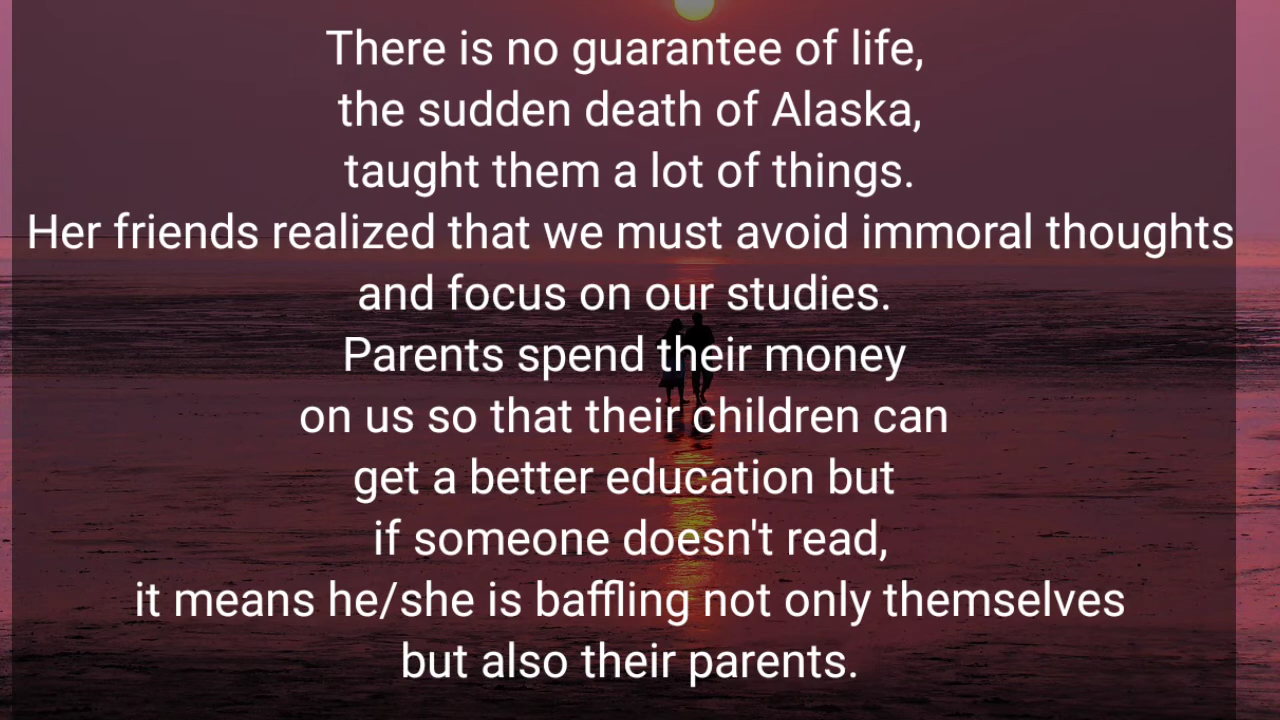 There is no guarantee of life,
the sudden death of Alaska,
taught them a lot of things.
Her friends realized that we must avoid immoral thoughts
and focus on our studies.
Parents spend their money
on us so that their children can
get a better education but
if someone doesn't read,
it means he/she is baffling not only themselves
but also their parents.